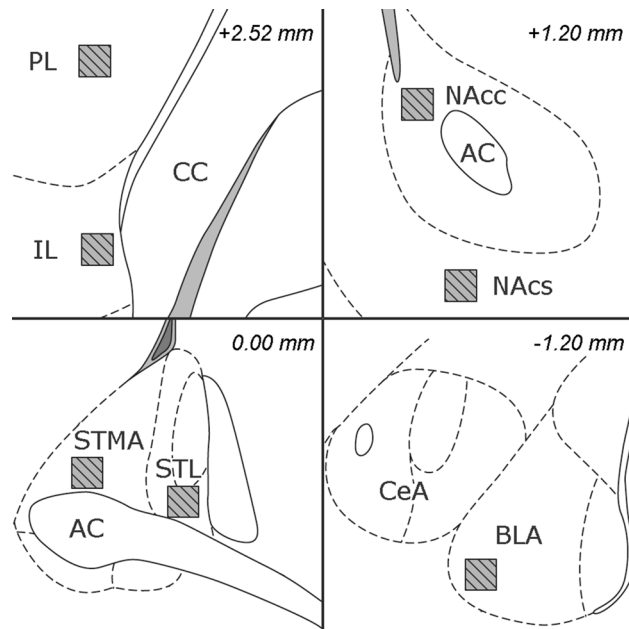 +2.52 mm
PL
CC
IL
+1.20 mm
NAcc
AC
NAcs
0.00 mm
STMA
STL
AC
-1.20 mm
CeA
BLA